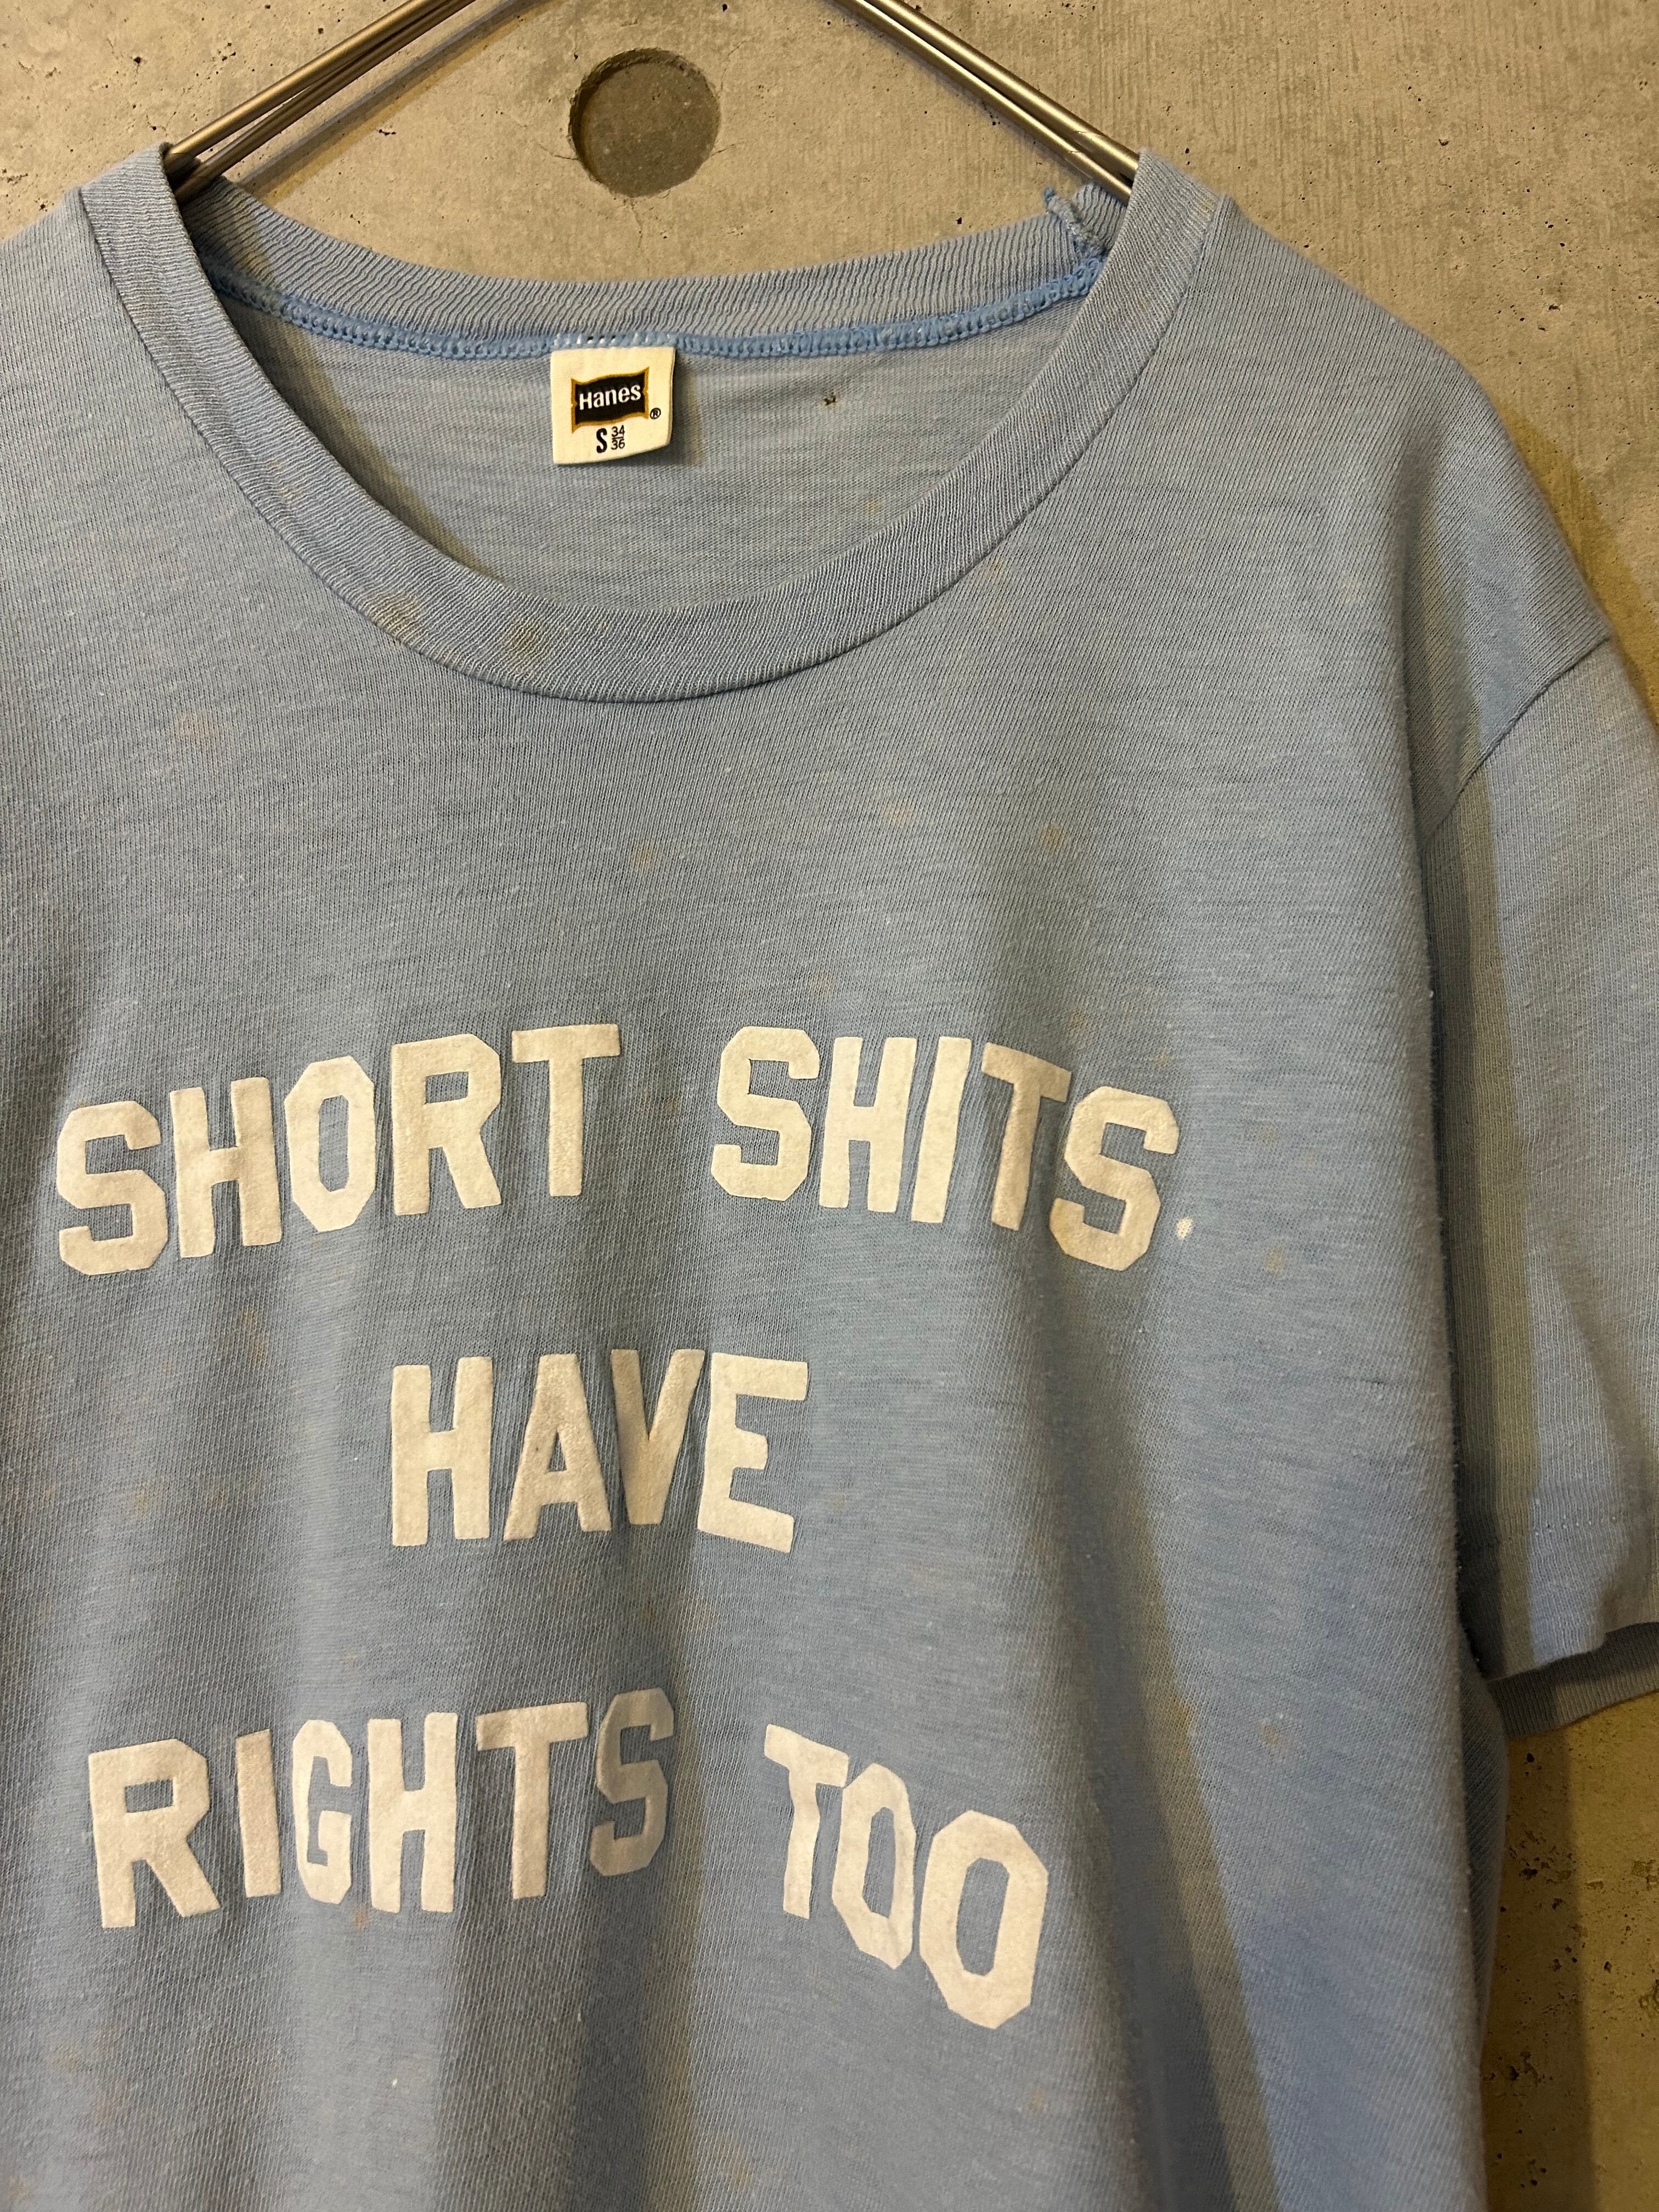 Hanes ®
S 34
36
SHORT SHITS
HAVE
RIGHTS TOO